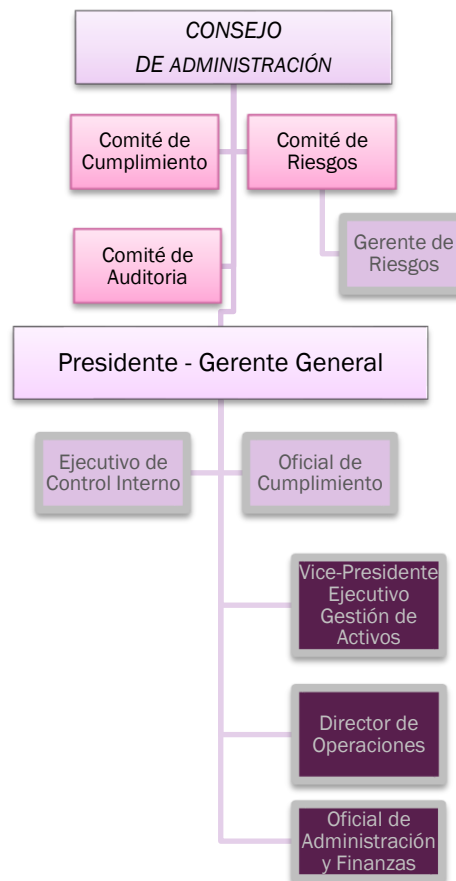 CONSEJO
DE ADMINISTRACIÓN
Comité de
Cumplimiento
Comité de
Riesgos
Gerente de
Riesgos
Comité de
Auditoria
Presidente - Gerente General
Ejecutivo de
Control Interno
Oficial de
Cumplimiento
Vice-Presidente
Ejecutivo
Gestión de
Activos
Director de
Operaciones
Oficial de
Administración
y Finanzas